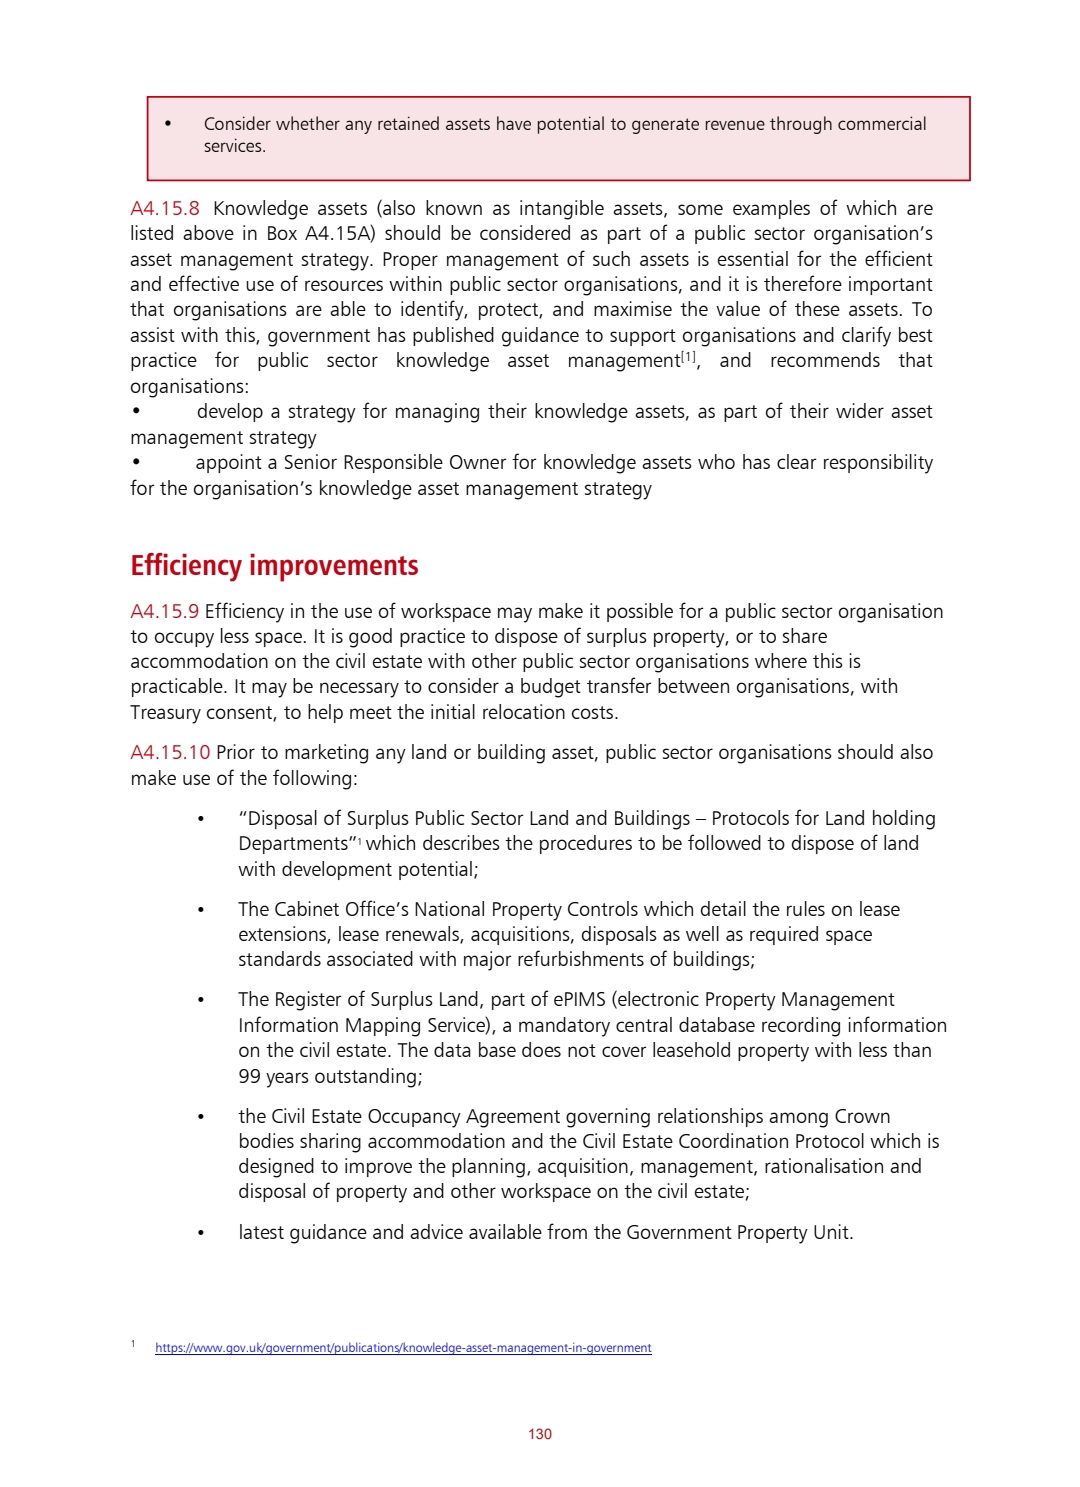 • Consider whether any retained assets have potential to generate revenue through commercial
services.
A4.15.8 Knowledge assets (also known as intangible assets, some examples of which are
listed above in Box A4.15A) should be considered as part of a public sector organisation’s
asset management strategy. Proper management of such assets is essential for the efficient
and effective use of resources within public sector organisations, and it is therefore important
that organisations are able to identify, protect, and maximise the value of these assets. To
assist with this, government has published guidance to support organisations and clarify best
practice for public sector knowledge asset management[1], and recommends that
organisations:
• develop a strategy for managing their knowledge assets, as part of their wider asset
management strategy
• appoint a Senior Responsible Owner for knowledge assets who has clear responsibility
for the organisation’s knowledge asset management strategy
Efficiency improvements
A4.15.9 Efficiency in the use of workspace may make it possible for a public sector organisation
to occupy less space. It is good practice to dispose of surplus property, or to share
accommodation on the civil estate with other public sector organisations where this is
practicable. It may be necessary to consider a budget transfer between organisations, with
Treasury consent, to help meet the initial relocation costs.
A4.15.10 Prior to marketing any land or building asset, public sector organisations should also
make use of the following:
• “Disposal of Surplus Public Sector Land and Buildings – Protocols for Land holding
Departments”1 which describes the procedures to be followed to dispose of land
with development potential;
• The Cabinet Office’s National Property Controls which detail the rules on lease
extensions, lease renewals, acquisitions, disposals as well as required space
standards associated with major refurbishments of buildings;
• The Register of Surplus Land, part of ePIMS (electronic Property Management
Information Mapping Service), a mandatory central database recording information
on the civil estate. The data base does not cover leasehold property with less than
99 years outstanding;
• the Civil Estate Occupancy Agreement governing relationships among Crown
bodies sharing accommodation and the Civil Estate Coordination Protocol which is
designed to improve the planning, acquisition, management, rationalisation and
disposal of property and other workspace on the civil estate;
• latest guidance and advice available from the Government Property Unit.
1 https://www.gov.uk/government/publications/knowledge-asset-management-in-government
130